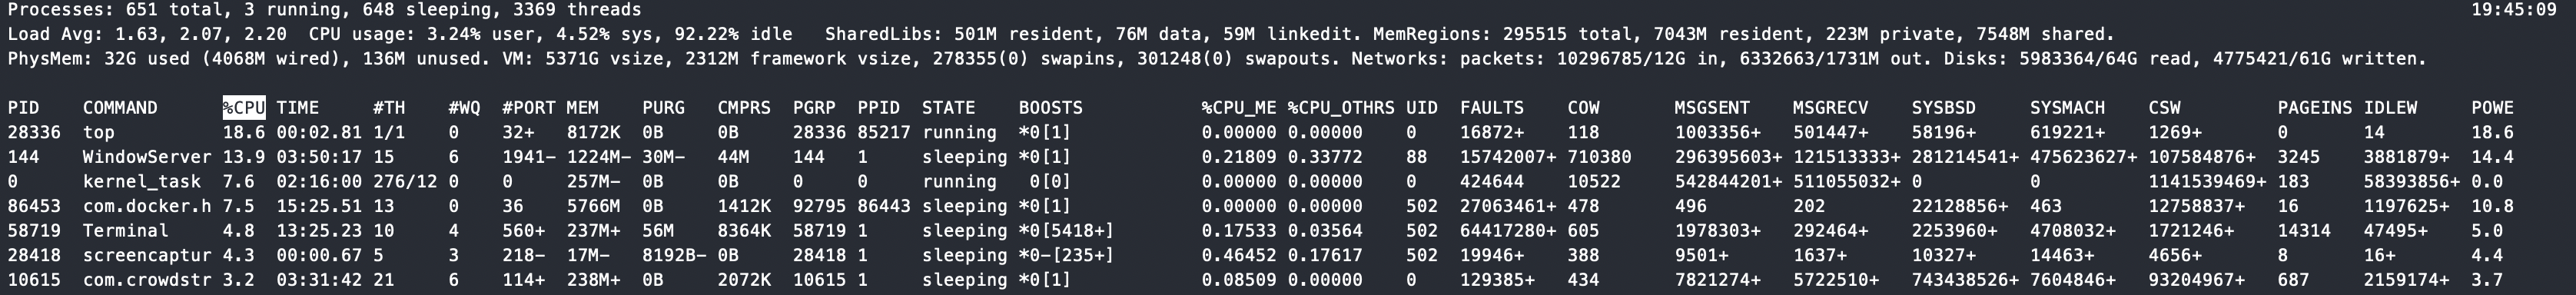 Processes: 651 total, 3 running, 648 sleeping, 3369 threads 19:45:09
Load Avg: 1.63, 2.07, 2.20 CPU usage: 3.24% user, 4.52% sys, 92.22% idle SharedLibs: 501M resident, 76M data, 59M linkedit. MemRegions: 295515 total, 7043M resident, 223M private, 7548M shared.
PhysMem: 32G used (4068M wired), 136M unused. VM: 5371G vsize, 2312M framework vsize, 278355(0) swapins, 301248(0) swapouts. Networks: packets: 10296785/12G in, 6332663/1731M out. Disks: 5983364/64G read, 4775421/61G written.
PID COMMAND %CPU TIME #TH #WQ #PORT MEM PURG CMPRS PGRP PPID STATE BOOSTS %CPU_ME %CPU_OTHRS UID FAULTS COW MSGSENT MSGRECV SYSBSD SYSMACH CSW PAGEINS IDLEW POWE
28336 top 18.6 00:02.81 1/1 0 32+ 8172K 0B 0B 28336 85217 running *0[1] 0.00000 0.00000 0 16872+ 118 1003356+ 501447+ 58196+ 619221+ 1269+ 0 14 18.6
144 WindowServer 13.9 03:50:17 15 6 1941- 1224M- 30M- 44M 144 1 sleeping *0[1] 0.21809 0.33772 88 15742007+ 710380 296395603+ 121513333+ 281214541+ 475623627+ 107584876+ 3245 3881879+ 14.4
0 kernel_task 7.6 02:16:00 276/12 0 0 257M- 0B 0B 0 0 running 0[0] 0.00000 0.00000 0 424644 10522 542844201+ 511055032+ 0 0 1141539469+ 183 58393856+ 0.0
86453 com.docker.h 7.5 15:25.51 13 0 36 5766M 0B 1412K 92795 86443 sleeping *0[1] 0.00000 0.00000 502 27063461+ 478 496 202 22128856+ 463 12758837+ 16 1197625+ 10.8
58719 Terminal 4.8 13:25.23 10 4 560+ 237M+ 56M 8364K 58719 1 sleeping *0[5418+] 0.17533 0.03564 502 64417280+ 605 1978303+ 292464+ 2253960+ 4708032+ 1721246+ 14314 47495+ 5.0
28418 screencaptur 4.3 00:00.67 5 3 218- 17M- 8192B- 0B 28418 1 sleeping *0-[235+] 0.46452 0.17617 502 19946+ 388 9501+ 1637+ 10327+ 14463+ 4656+ 8 16+ 4.4
10615 com.crowdstr 3.2 03:31:42 21 6 114+ 238M+ 0B 2072K 10615 1 sleeping *0[1] 0.08509 0.00000 0 129385+ 434 7821274+ 5722510+ 743438526+ 7604846+ 93204967+ 687 2159174+ 3.7